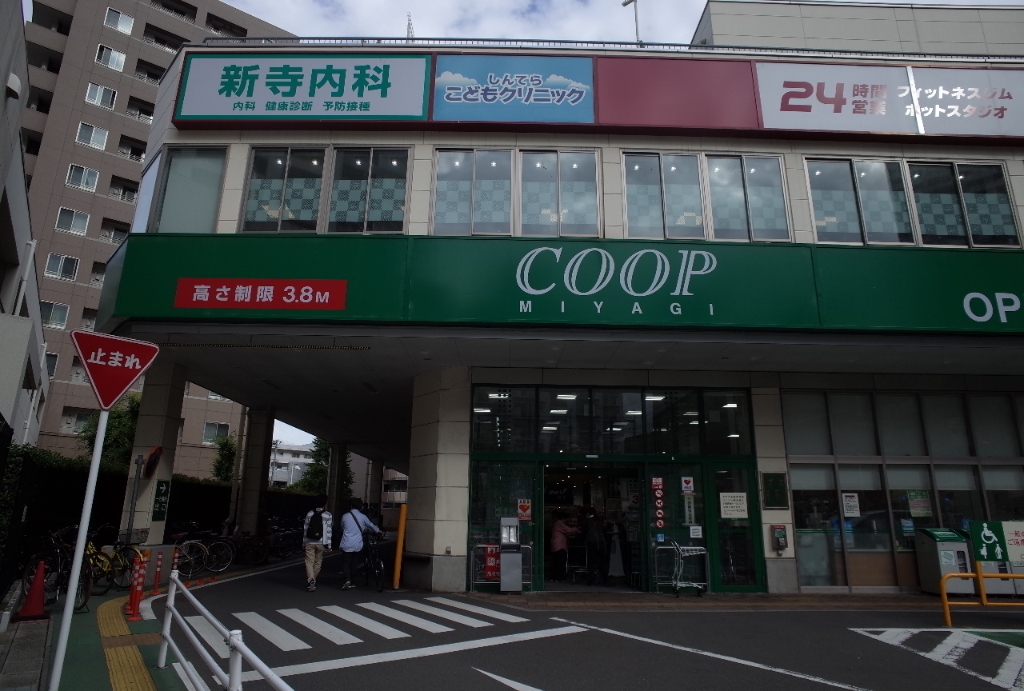 新寺内科
内科 健康診断 予防接種
しんてら
こどもクリニック
24時間営業
フィットネスジム
ホットスタジオ
高さ制限 3.8M
COOP
MIYAGI
OP
止まれ